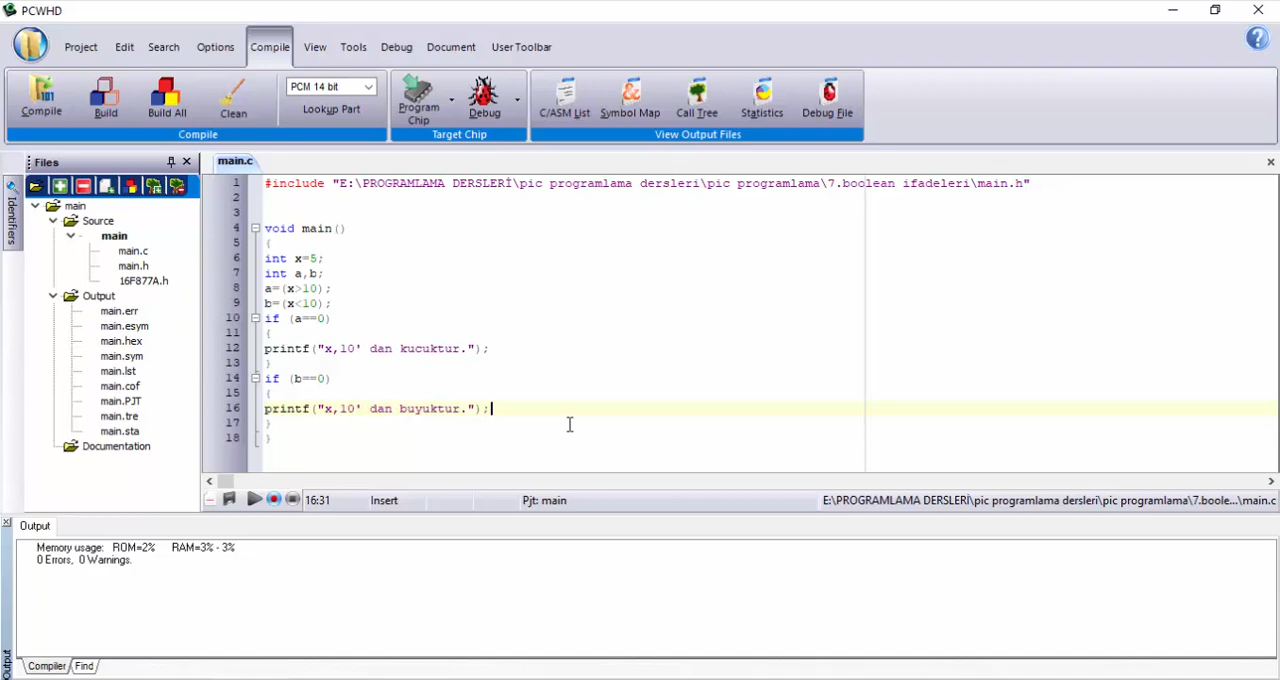 PCWHD
Project Edit Search Options Compile View Tools Debug Document User Toolbar
Compile Build Build All Clean
PCM 14 bit
Lookup Part
Program Chip Debug
C/ASM List Symbol Map Call Tree Statistics Debug File
Compile Target Chip View Output Files
Files
main.c
Identifiers
main
Source
main
main.c
main.h
16F877A.h
Output
main.err
main.esym
main.hex
main.sym
main.lst
main.cof
main.PJT
main.tre
main.sta
Documentation
1 #include "E:\PROGRAMLAMA DERSLERİ\pic programlama dersleri\pic programlama\7.boolean ifadeleri\main.h"
2
3
4 void main()
5 {
6 int x=5;
7 int a,b;
8 a=(x>10);
9 b=(x<10);
10 if (a==0)
11 {
12 printf("x,10' dan kucuktur.");
13 }
14 if (b==0)
15 {
16 printf("x,10' dan buyuktur.");
17 }
18 }
16:31 Insert Pjt: main E:\PROGRAMLAMA DERSLERİ\pic programlama dersleri\pic programlama\7.boole...\main.c
Output
Memory usage: ROM=2% RAM=3% - 3%
0 Errors, 0 Warnings.
Output
Compiler Find